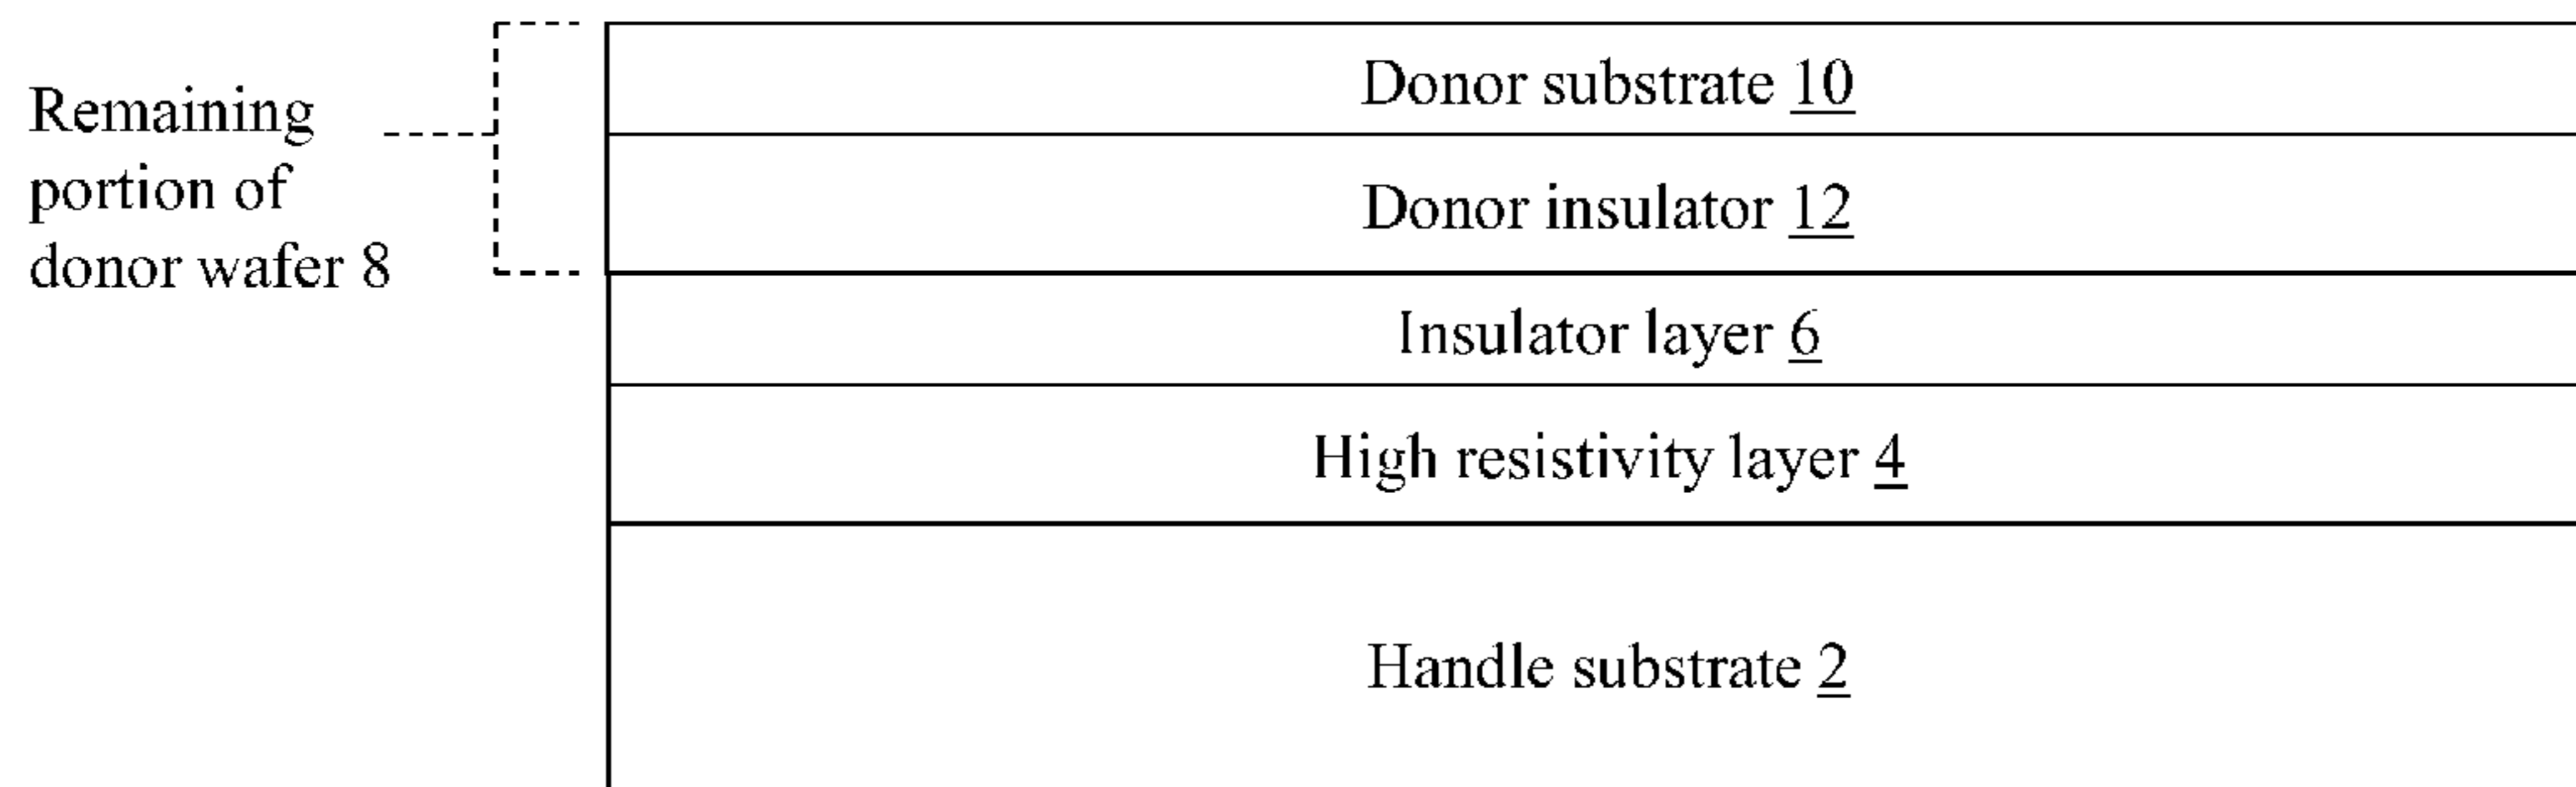 Remaining
portion of
donor wafer 8
Donor substrate 10
Donor insulator 12
Insulator layer 6
High resistivity layer 4
Handle substrate 2